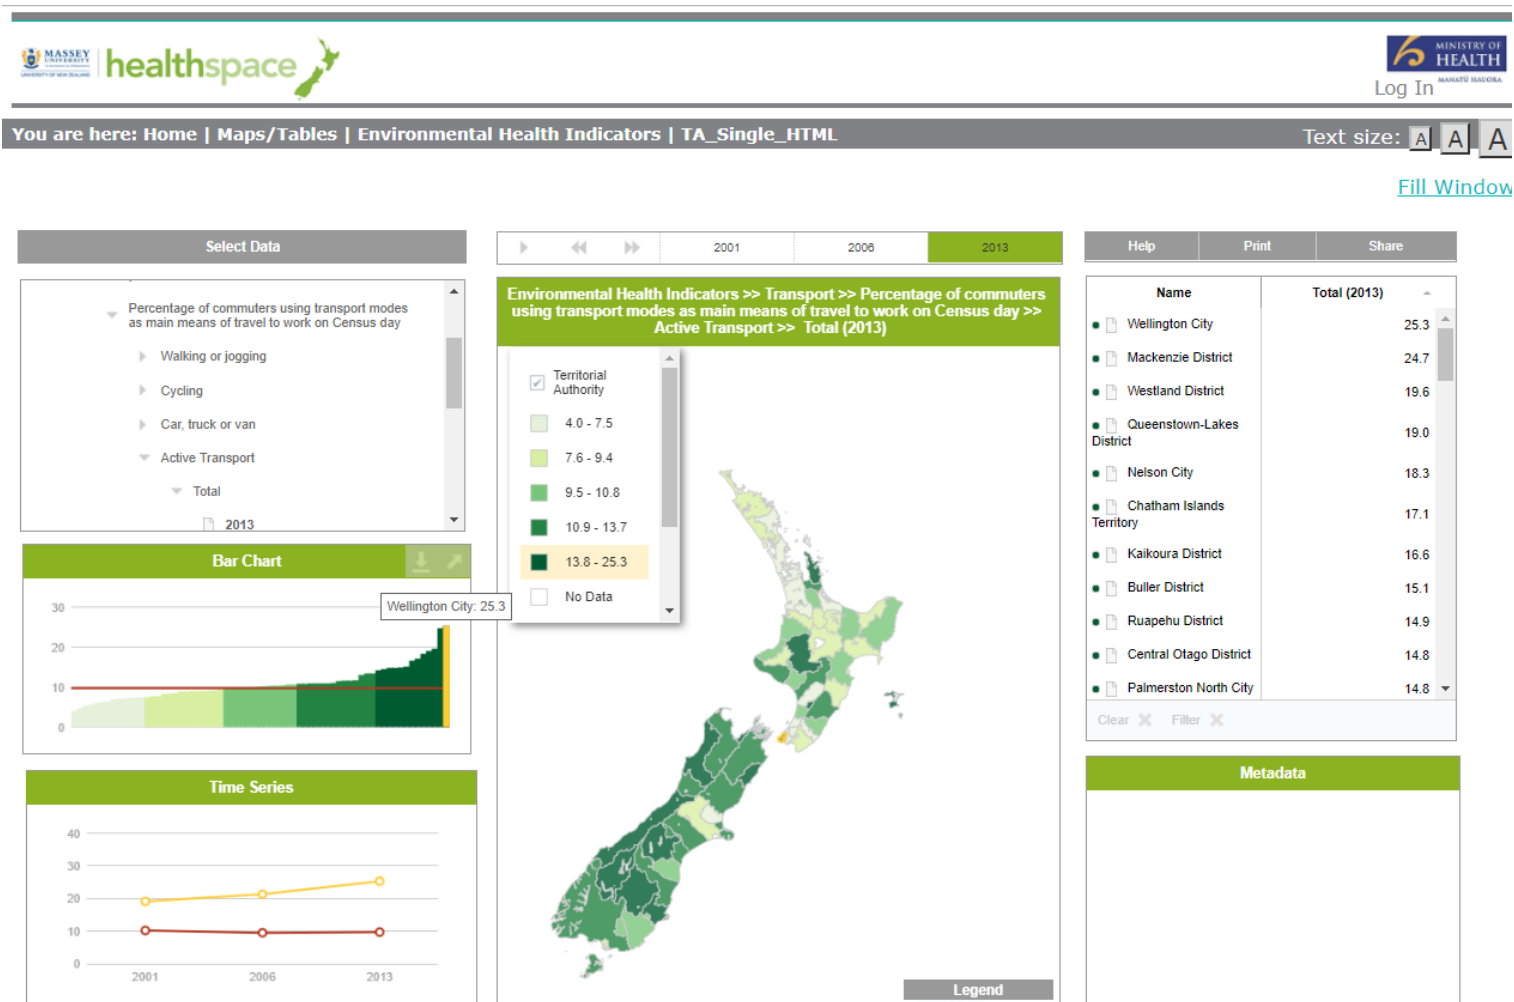 MASSEY
UNIVERSITY
UNIVERSITY OF NEW ZEALAND
healthspace
MINISTRY OF
HEALTH
MANATŪ HAUORA
Log In
You are here: Home | Maps/Tables | Environmental Health Indicators | TA_Single_HTML
Text size: A A A
Fill Window
Select Data
2001 2006 2013
Help Print Share
Percentage of commuters using transport modes
as main means of travel to work on Census day
Walking or jogging
Cycling
Car, truck or van
Active Transport
Total
2013
Environmental Health Indicators >> Transport >> Percentage of commuters
using transport modes as main means of travel to work on Census day >>
Active Transport >> Total (2013)
Territorial
Authority
4.0 - 7.5
7.6 - 9.4
9.5 - 10.8
10.9 - 13.7
13.8 - 25.3
No Data
Name Total (2013)
Wellington City 25.3
Mackenzie District 24.7
Westland District 19.6
Queenstown-Lakes
District 19.0
Nelson City 18.3
Chatham Islands
Territory 17.1
Kaikoura District 16.6
Buller District 15.1
Ruapehu District 14.9
Central Otago District 14.8
Palmerston North City 14.8
Clear Filter
Bar Chart
Wellington City: 25.3
30
20
10
0
Time Series
40
30
20
10
0
2001 2006 2013
Legend
Metadata